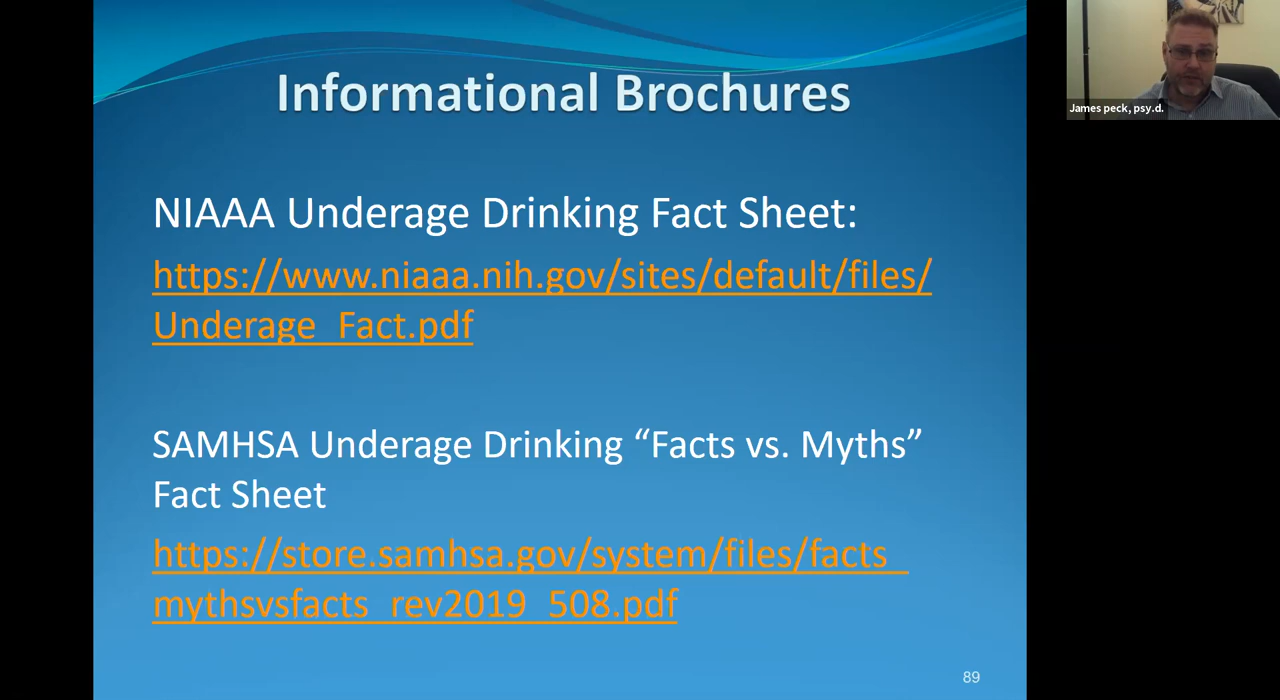 Informational Brochures
James peck, psy.d.
NIAAA Underage Drinking Fact Sheet:
https://www.niaaa.nih.gov/sites/default/files/
Underage_Fact.pdf
SAMHSA Underage Drinking “Facts vs. Myths”
Fact Sheet
https://store.samhsa.gov/system/files/facts_
mythsvsfacts_rev2019_508.pdf
89